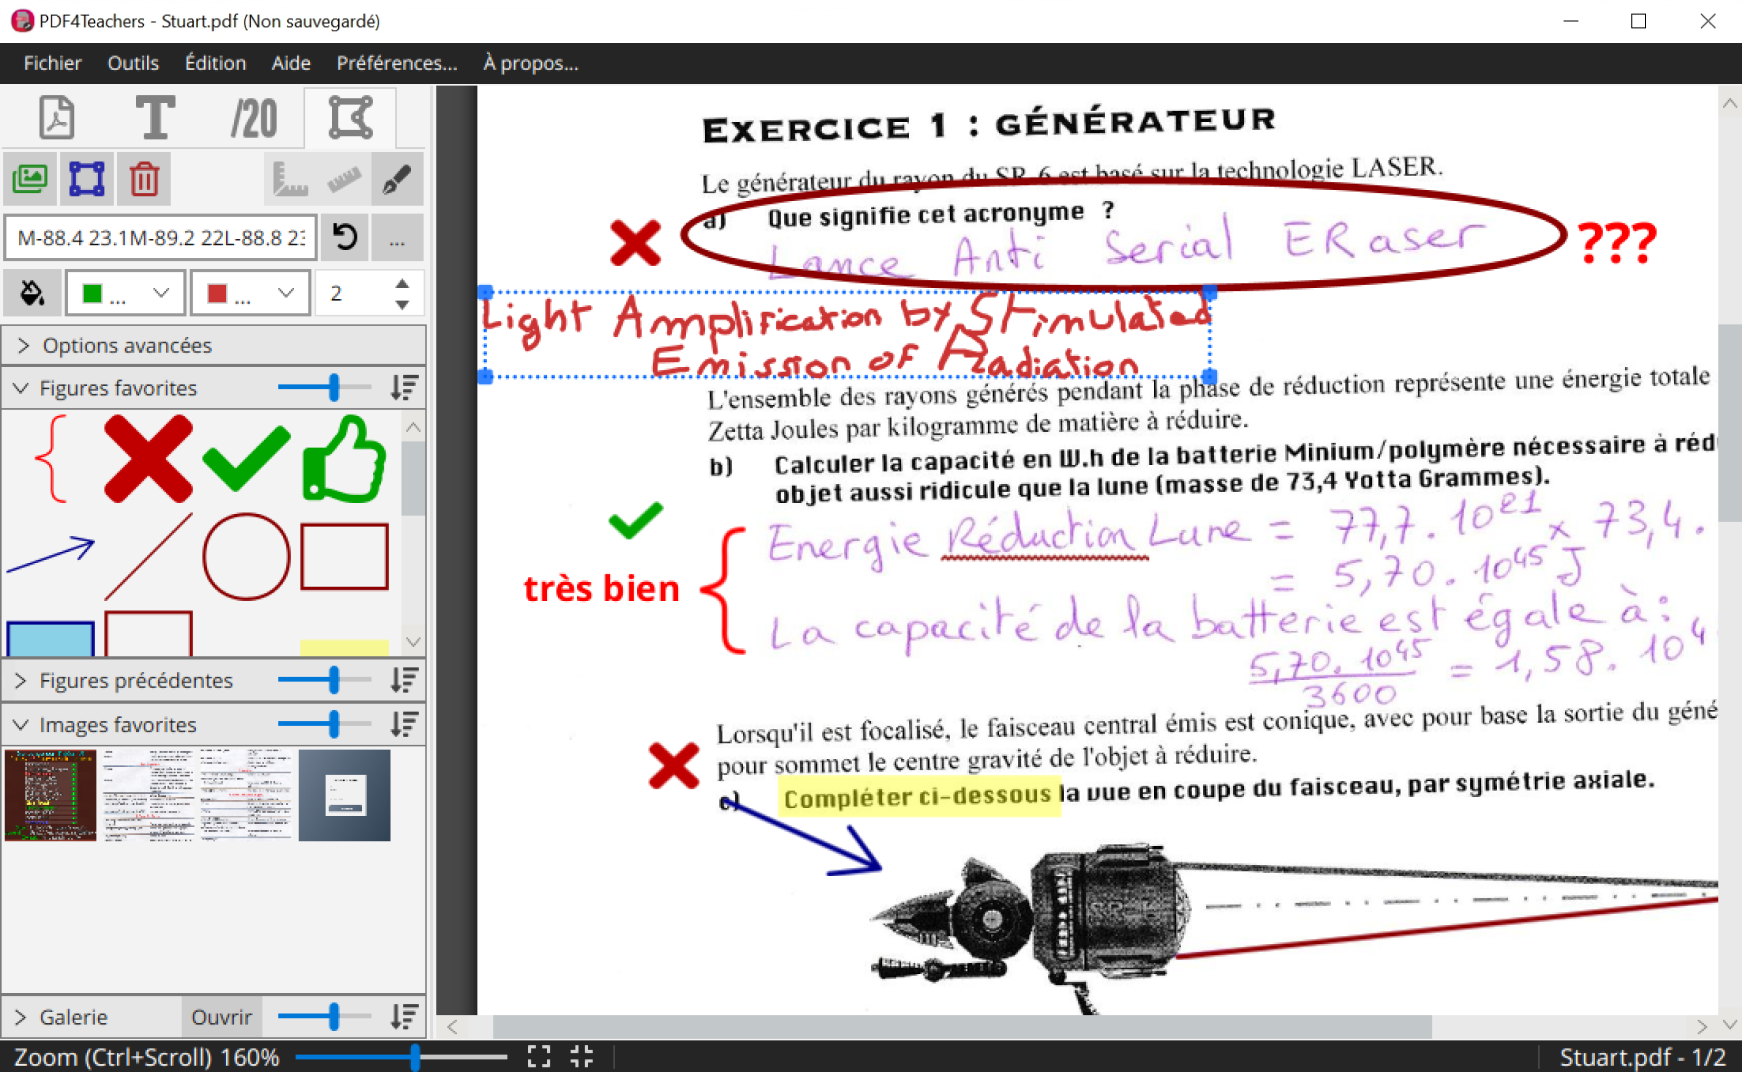 PDF4Teachers - Stuart.pdf (Non sauvegardé)
Fichier Outils Édition Aide Préférences... À propos...
T /20
M-88.4 23.1M-89.2 22L-88.8 2 ...
... ... 2
Options avancées
Figures favorites
Figures précédentes
Images favorites
Galerie Ouvrir
EXERCICE 1 : GÉNÉRATEUR
Le générateur du rayon du SR-6 est basé sur la technologie LASER.
a) Que signifie cet acronyme ?
Lance Anti Serial ERaser ???
Light Amplification by Stimulated
Emission of Radiation
L'ensemble des rayons générés pendant la phase de réduction représente une énergie totale
Zetta Joules par kilogramme de matière à réduire.
b) Calculer la capacité en W.h de la batterie Minium/polymère nécessaire à réd
objet aussi ridicule que la lune (masse de 73,4 Yotta Grammes).
Energie Réduction Lune = 77,7. 10^e21 × 73,4.
= 5,70. 10^45 J
très bien
La capacité de la batterie est égale à :
5,70. 10^45 / 3600 = 1,58. 10^4
Lorsqu'il est focalisé, le faisceau central émis est conique, avec pour base la sortie du géné
pour sommet le centre gravité de l'objet à réduire.
c) Compléter ci-dessous la vue en coupe du faisceau, par symétrie axiale.
SR-6
Zoom (Ctrl+Scroll) 160% Stuart.pdf - 1/2